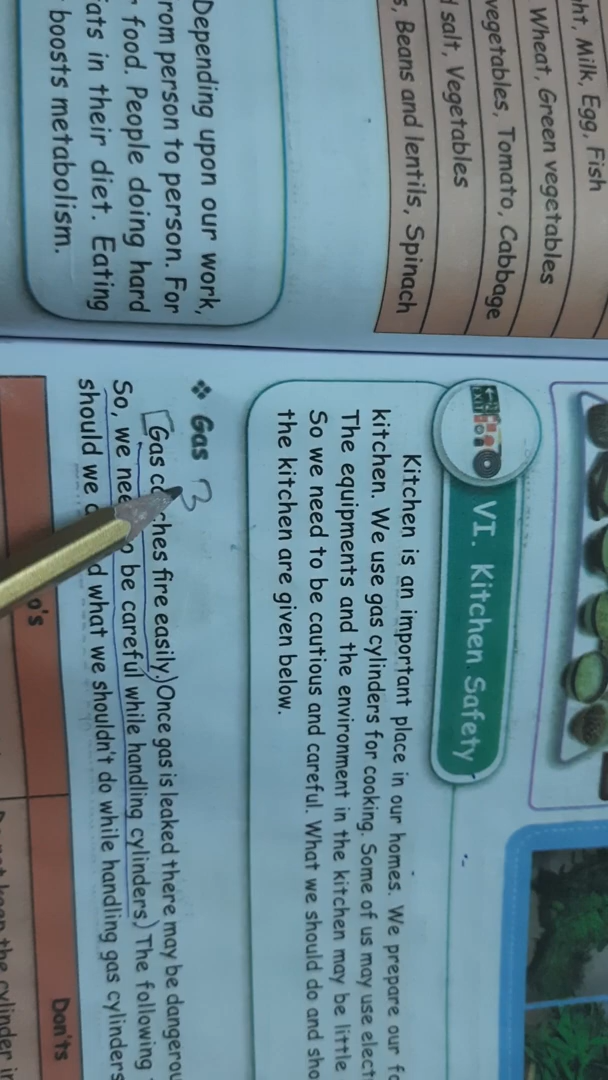 ht, Milk, Egg, Fish
Wheat, Green vegetables
vegetables, Tomato, Cabbage
salt, Vegetables
Beans and lentils, Spinach
Depending upon our work,
rom person to person. For
food. People doing hard
ats in their diet. Eating
boosts metabolism.
VI. Kitchen Safety
Kitchen is an important place in our homes. We prepare our fo
kitchen. We use gas cylinders for cooking. Some of us may use elect
The equipments and the environment in the kitchen may be little
So we need to be cautious and careful. What we should do and sho
the kitchen are given below.
❖ Gas
Gas c ches fire easily. Once gas is leaked there may be dangerou
So, we nee o be careful while handling cylinders. The following
should we d what we shouldn't do while handling gas cylinders
o's Don'ts
the cylinder in